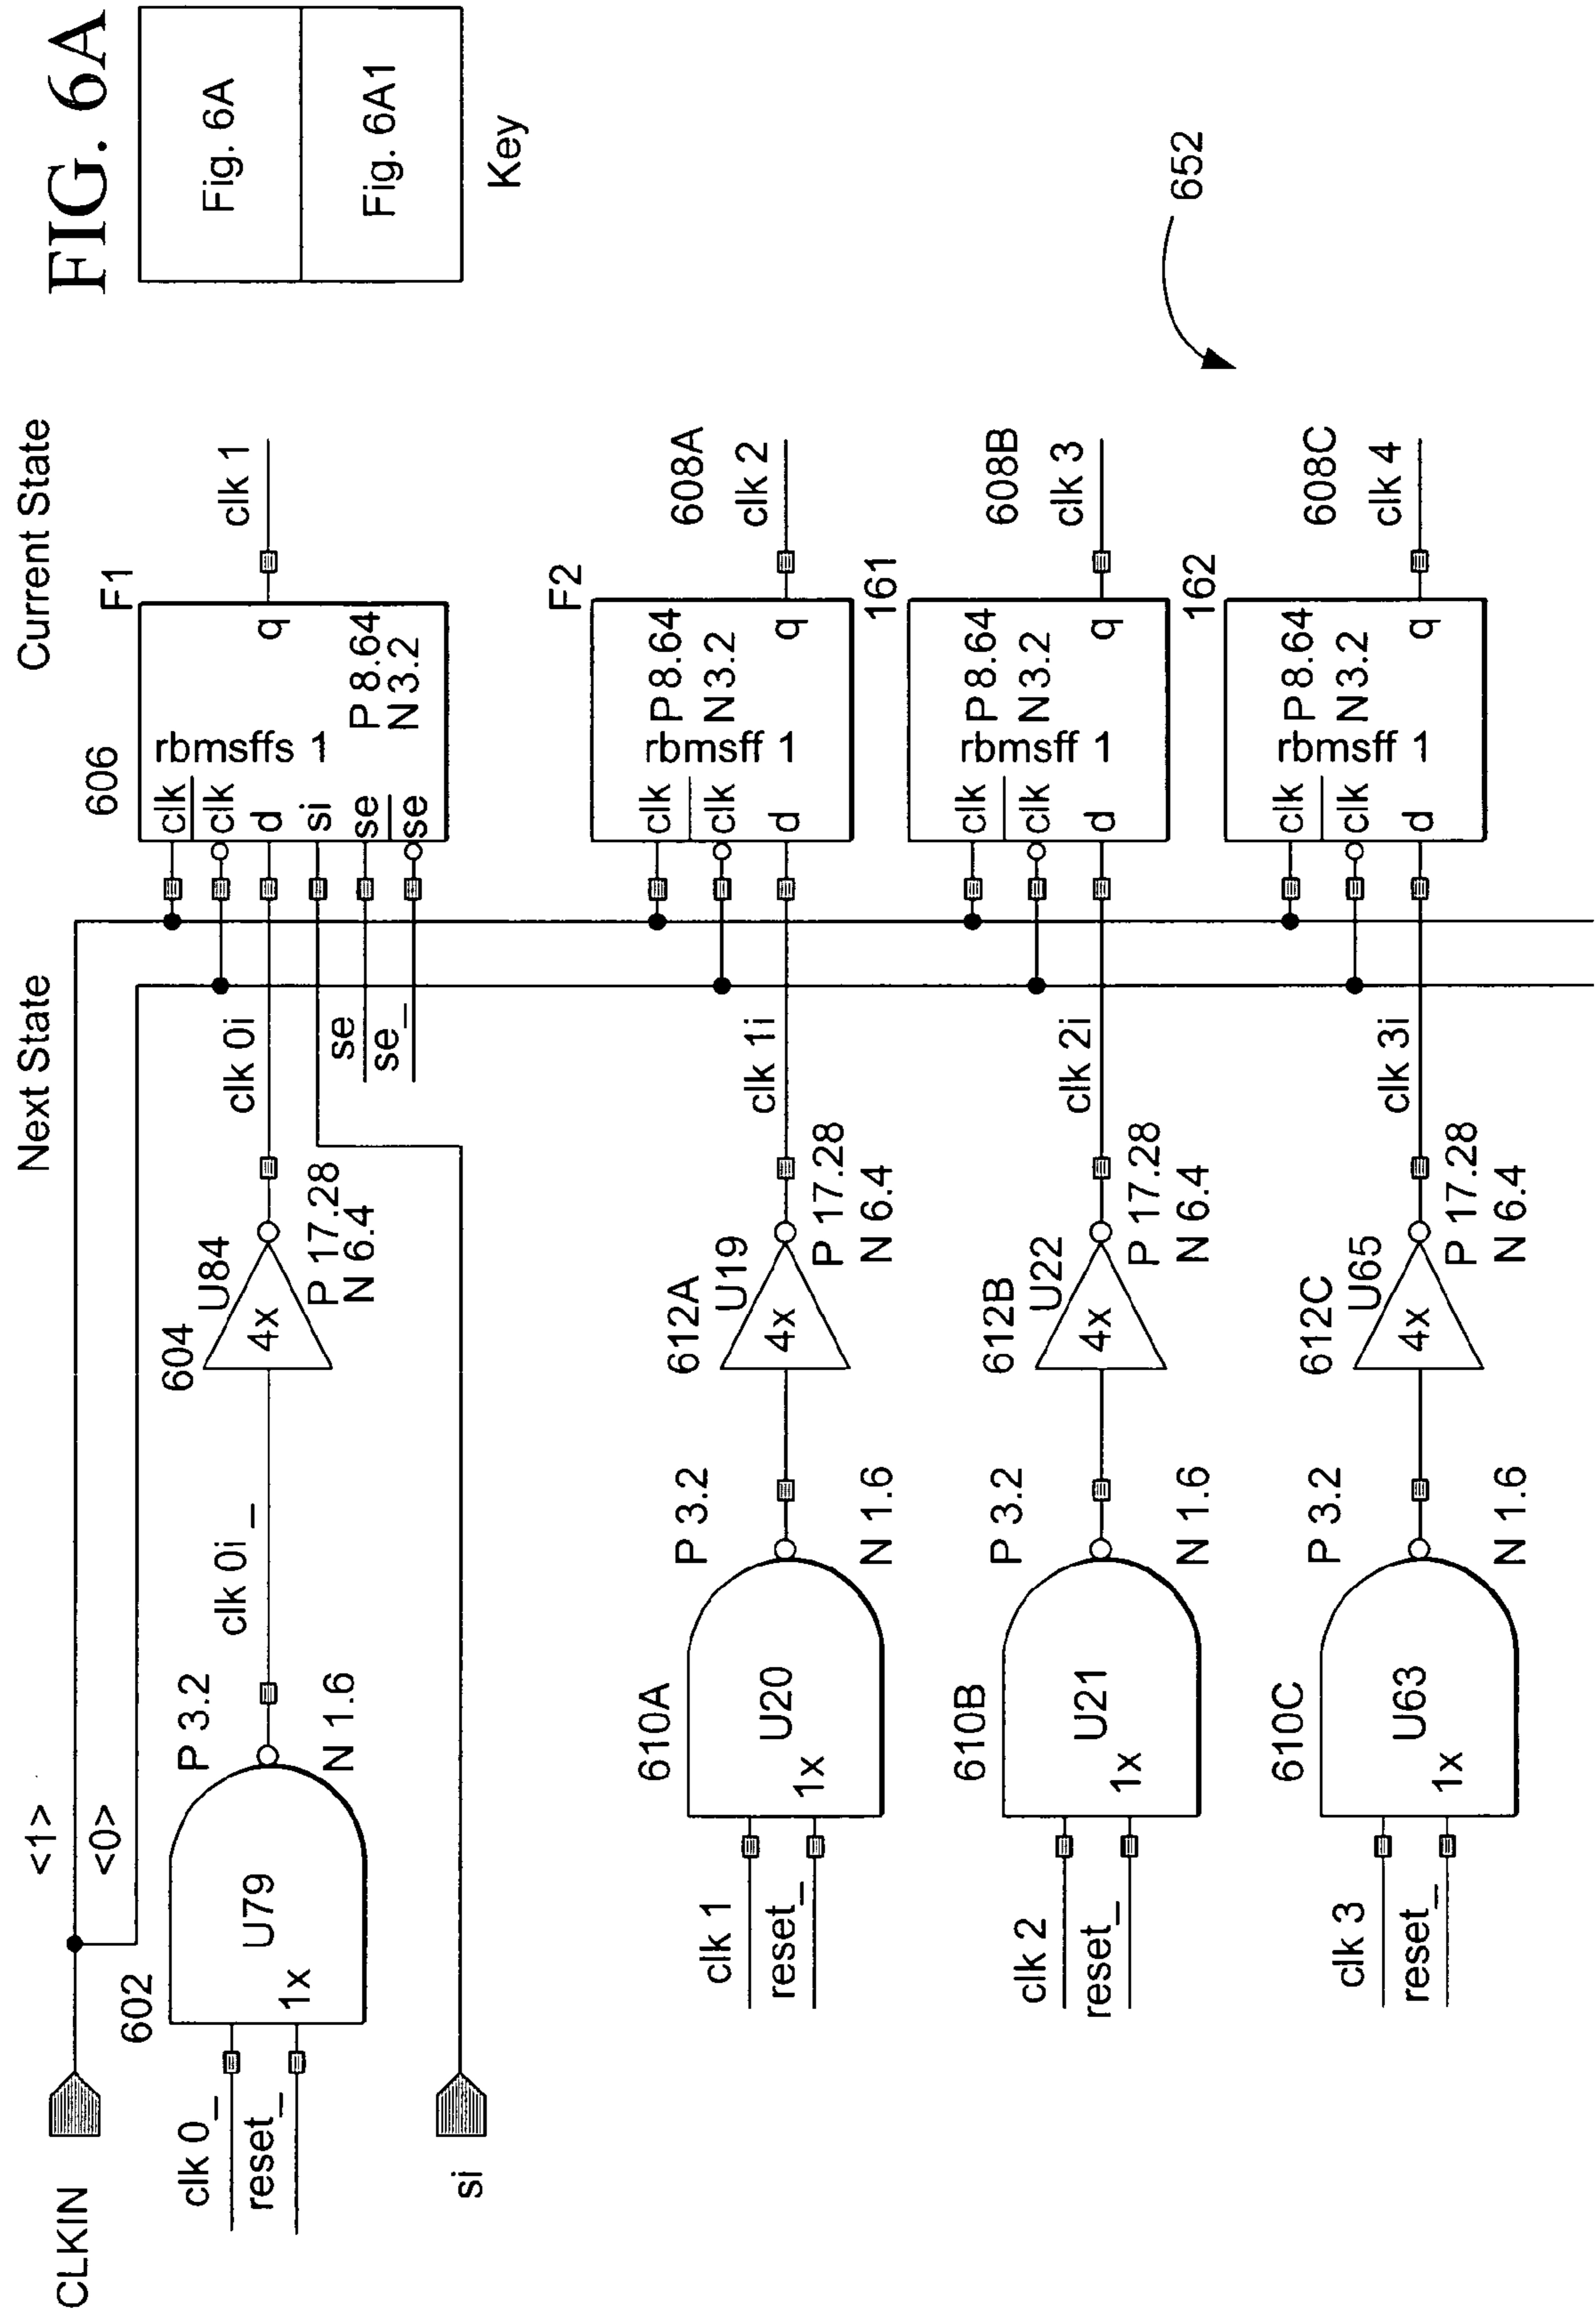 FIG. 6A
Fig. 6A
Fig. 6A1
Key
Next State
Current State
CLKIN
<1>
<0>
602
clk 0_
reset_
U79
1x
P 3.2
N 1.6
clk 0i_
604
U84
4x
P 17.28
N 6.4
clk 0i
se
se_
si
606
F1
clk
clk
d
si
se
se
rbmsffs 1
P 8.64
N 3.2
q
clk 1
610A
clk 1
reset_
U20
1x
P 3.2
N 1.6
612A
U19
4x
P 17.28
N 6.4
clk 1i
F2
clk
clk
d
rbmsff 1
P 8.64
N 3.2
q
608A
clk 2
610B
clk 2
reset_
U21
1x
P 3.2
N 1.6
612B
U22
4x
P 17.28
N 6.4
clk 2i
161
clk
clk
d
rbmsff 1
P 8.64
N 3.2
q
608B
clk 3
610C
clk 3
reset_
U63
1x
P 3.2
N 1.6
612C
U65
4x
P 17.28
N 6.4
clk 3i
162
clk
clk
d
rbmsff 1
P 8.64
N 3.2
q
608C
clk 4
652